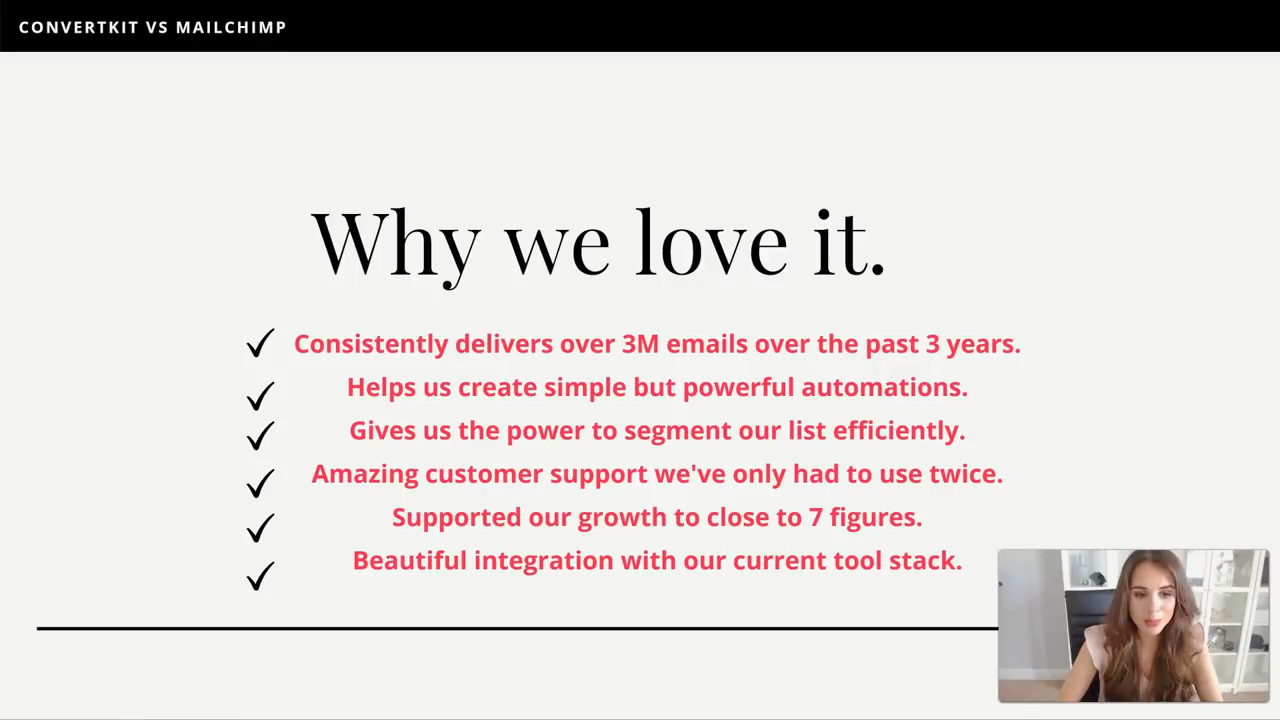 CONVERTKIT VS MAILCHIMP
Why we love it.
Consistently delivers over 3M emails over the past 3 years.
Helps us create simple but powerful automations.
Gives us the power to segment our list efficiently.
Amazing customer support we've only had to use twice.
Supported our growth to close to 7 figures.
Beautiful integration with our current tool stack.